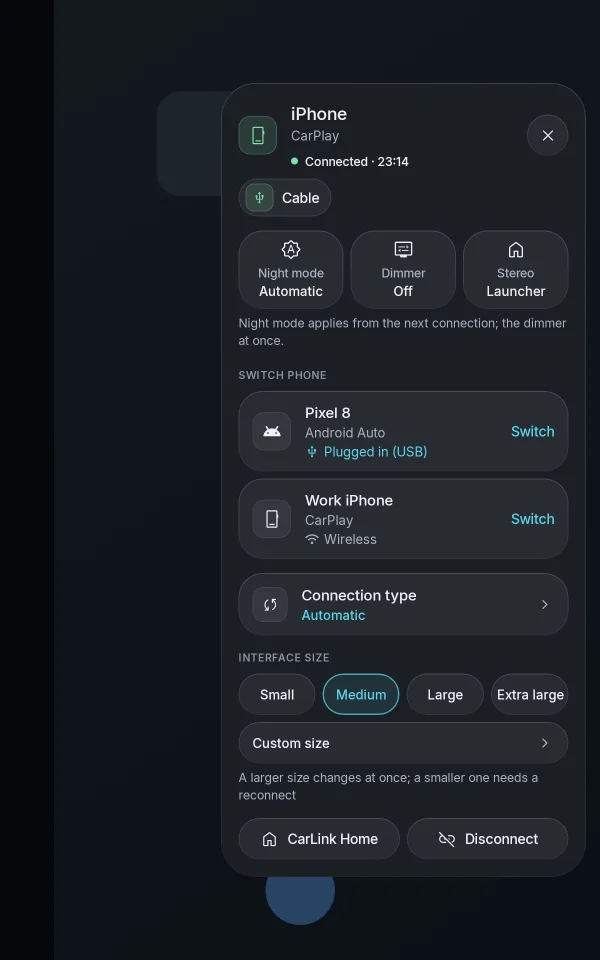 iPhone
CarPlay
Connected · 23:14
Cable
Night mode
Automatic
Dimmer
Off
Stereo
Launcher
Night mode applies from the next connection; the dimmer
at once.
SWITCH PHONE
Pixel 8
Android Auto
Plugged in (USB)
Switch
Work iPhone
CarPlay
Wireless
Switch
Connection type
Automatic
INTERFACE SIZE
Small
Medium
Large
Extra large
Custom size
A larger size changes at once; a smaller one needs a
reconnect
CarLink Home
Disconnect